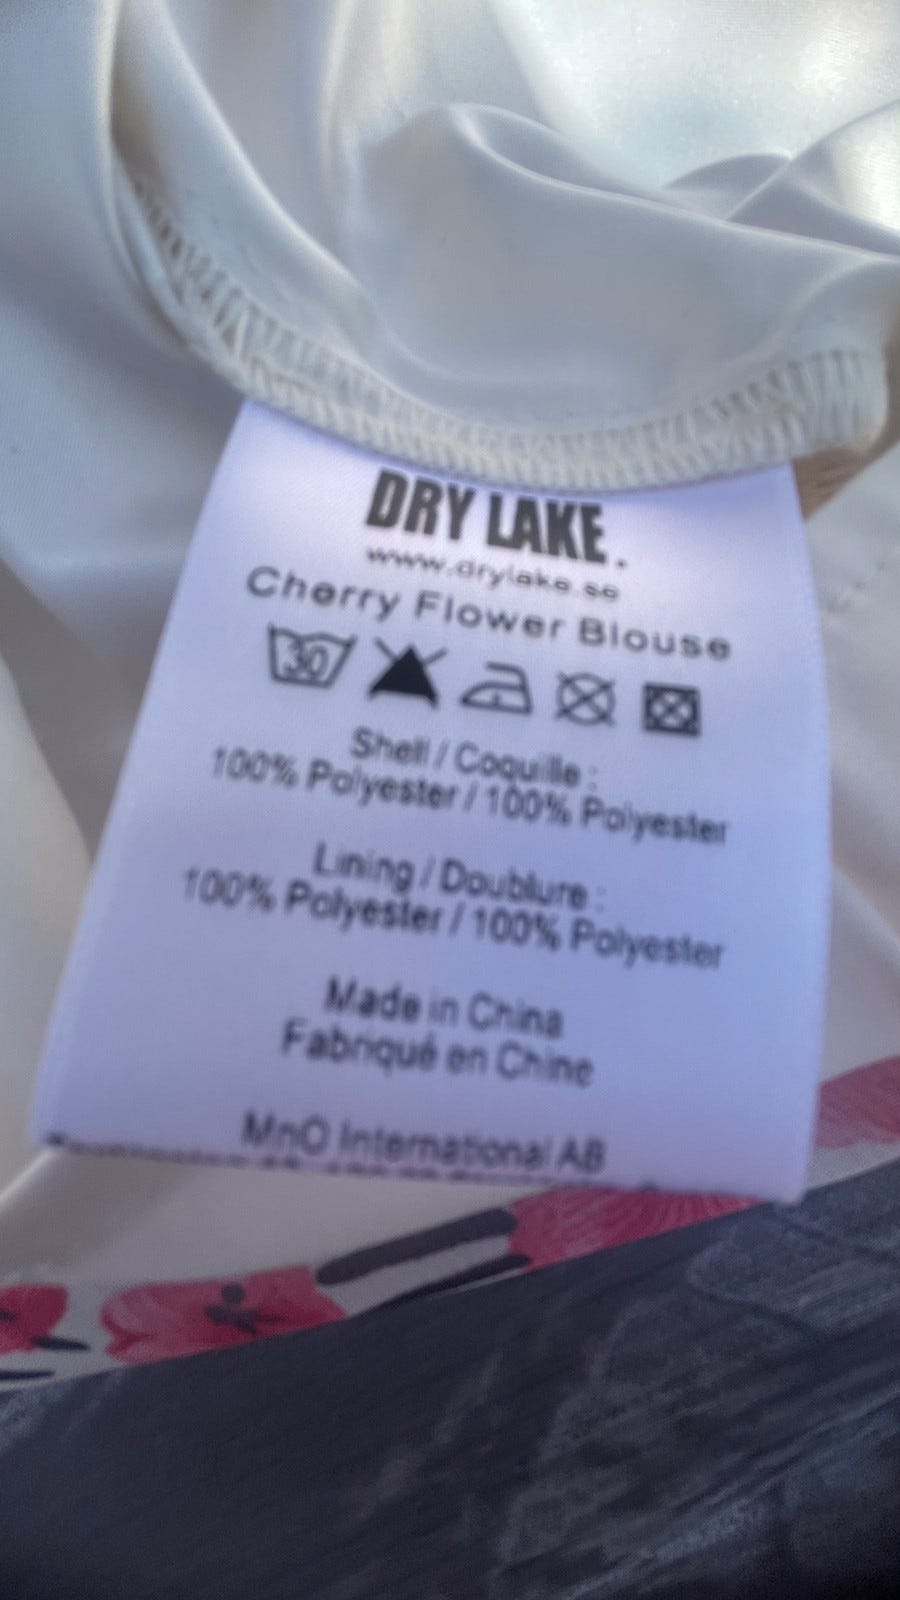 DRY LAKE.
www.drylake.se
Cherry Flower Blouse
30
Shell / Coquille :
100% Polyester / 100% Polyester
Lining / Doublure :
100% Polyester / 100% Polyester
Made in China
Fabriqué en Chine
MnO International AB